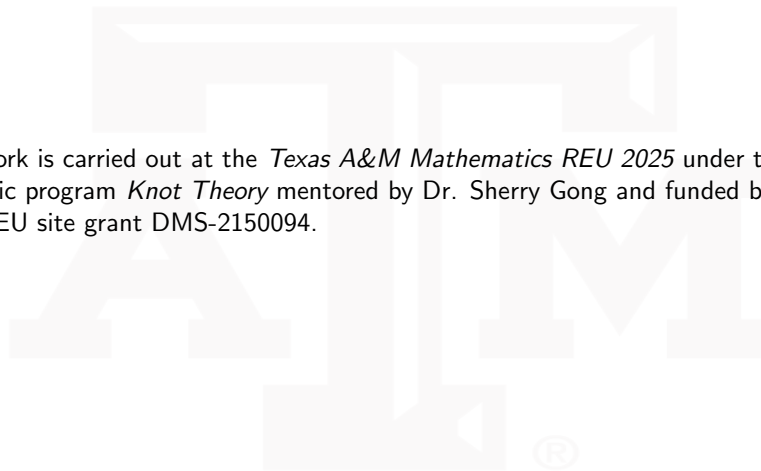 ork is carried out at the Texas A&M Mathematics REU 2025 under t
ic program Knot Theory mentored by Dr. Sherry Gong and funded b
EU site grant DMS-2150094.
ATM
®